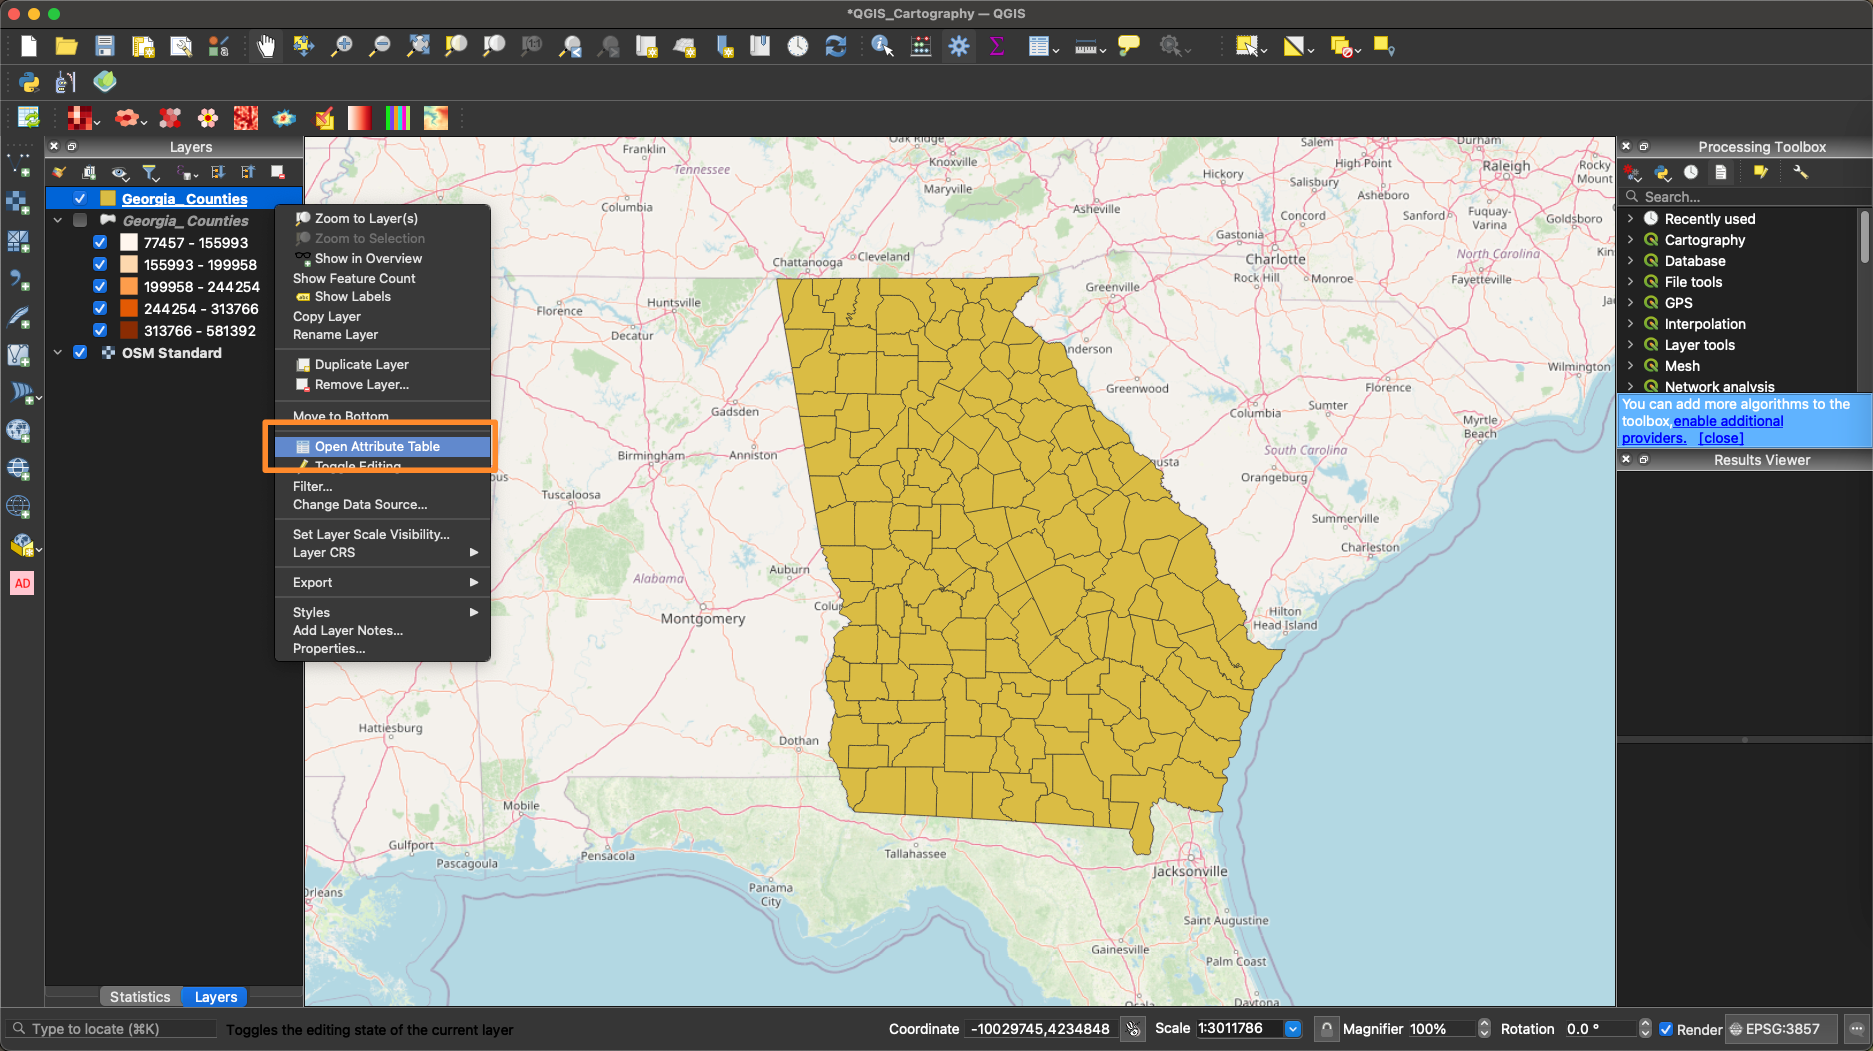 *QGIS_Cartography — QGIS
Layers
Georgia_Counties
Georgia_Counties
77457 - 155993
155993 - 199958
199958 - 244254
244254 - 313766
313766 - 581392
OSM Standard
Zoom to Layer(s)
Zoom to Selection
Show in Overview
Show Feature Count
abc Show Labels
Copy Layer
Rename Layer
Duplicate Layer
Remove Layer...
Move to Bottom
Open Attribute Table
Toggle Editing
Filter...
Change Data Source...
Set Layer Scale Visibility...
Layer CRS
Export
Styles
Add Layer Notes...
Properties...
AD
Statistics
Layers
Oak Ridge
Franklin
Knoxville
Tennessee
Maryville
Columbia
Asheville
Hickory
Salem
High Point
Durham
Raleigh
Rocky
Mount
Salisbury
Asheboro
Concord
Sanford
Fuquay-
Varina
Goldsboro
Gastonia
Charlotte
Rock Hill
Monroe
North Carolina
Kin
Fayetteville
Chattanooga
Cleveland
Greenville
Huntsville
Florence
Decatur
Anderson
Greenwood
Florence
Wilmington
Gadsden
Columbia
Sumter
Myrtle
Beach
Birmingham
Anniston
Tuscaloosa
us
usta
South Carolina
Orangeburg
Summerville
Charleston
Alabama
Auburn
Colu
Montgomery
Hilton
Head Island
Hattiesburg
Dothan
Mobile
Gulfport
Pascagoula
Pensacola
Orleans
Panama
City
Tallahassee
Jacksonville
Saint Augustine
Gainesville
Palm Coast
Ocala
Daytona
Processing Toolbox
Search...
Recently used
Cartography
Database
File tools
GPS
Interpolation
Layer tools
Mesh
Network analysis
You can add more algorithms to the
toolbox,enable additional
providers. [close]
Results Viewer
Type to locate (⌘K)
Toggles the editing state of the current layer
Coordinate -10029745,4234848
Scale 1:3011786
Magnifier 100%
Rotation 0.0 °
Render
EPSG:3857